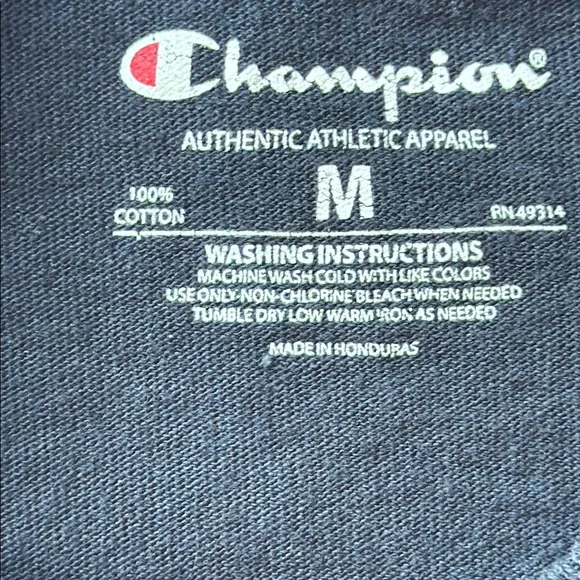 Champion®
AUTHENTIC ATHLETIC APPAREL
M
100%
COTTON
RN 49314
WASHING INSTRUCTIONS
MACHINE WASH COLD WITH LIKE COLORS
USE ONLY-NON-CHLORINE BLEACH WHEN NEEDED
TUMBLE DRY LOW WARM IRON AS NEEDED
MADE IN HONDURAS